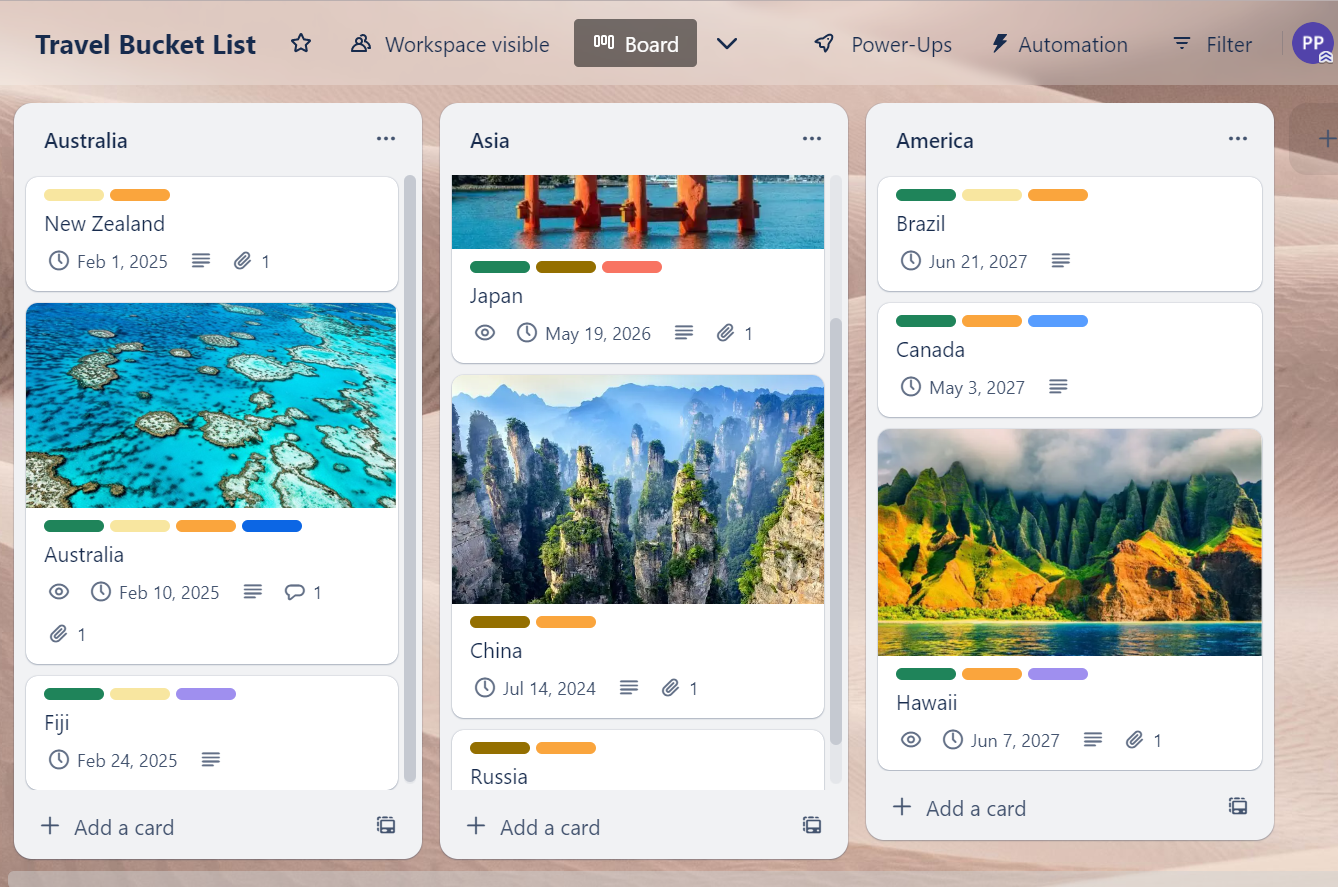 Travel Bucket List
Workspace visible
Board
Power-Ups
Automation
Filter
PP
Australia
New Zealand
Feb 1, 2025
1
Australia
Feb 10, 2025
1
1
Fiji
Feb 24, 2025
Add a card
Asia
Japan
May 19, 2026
1
China
Jul 14, 2024
1
Russia
Add a card
America
Brazil
Jun 21, 2027
Canada
May 3, 2027
Hawaii
Jun 7, 2027
1
Add a card